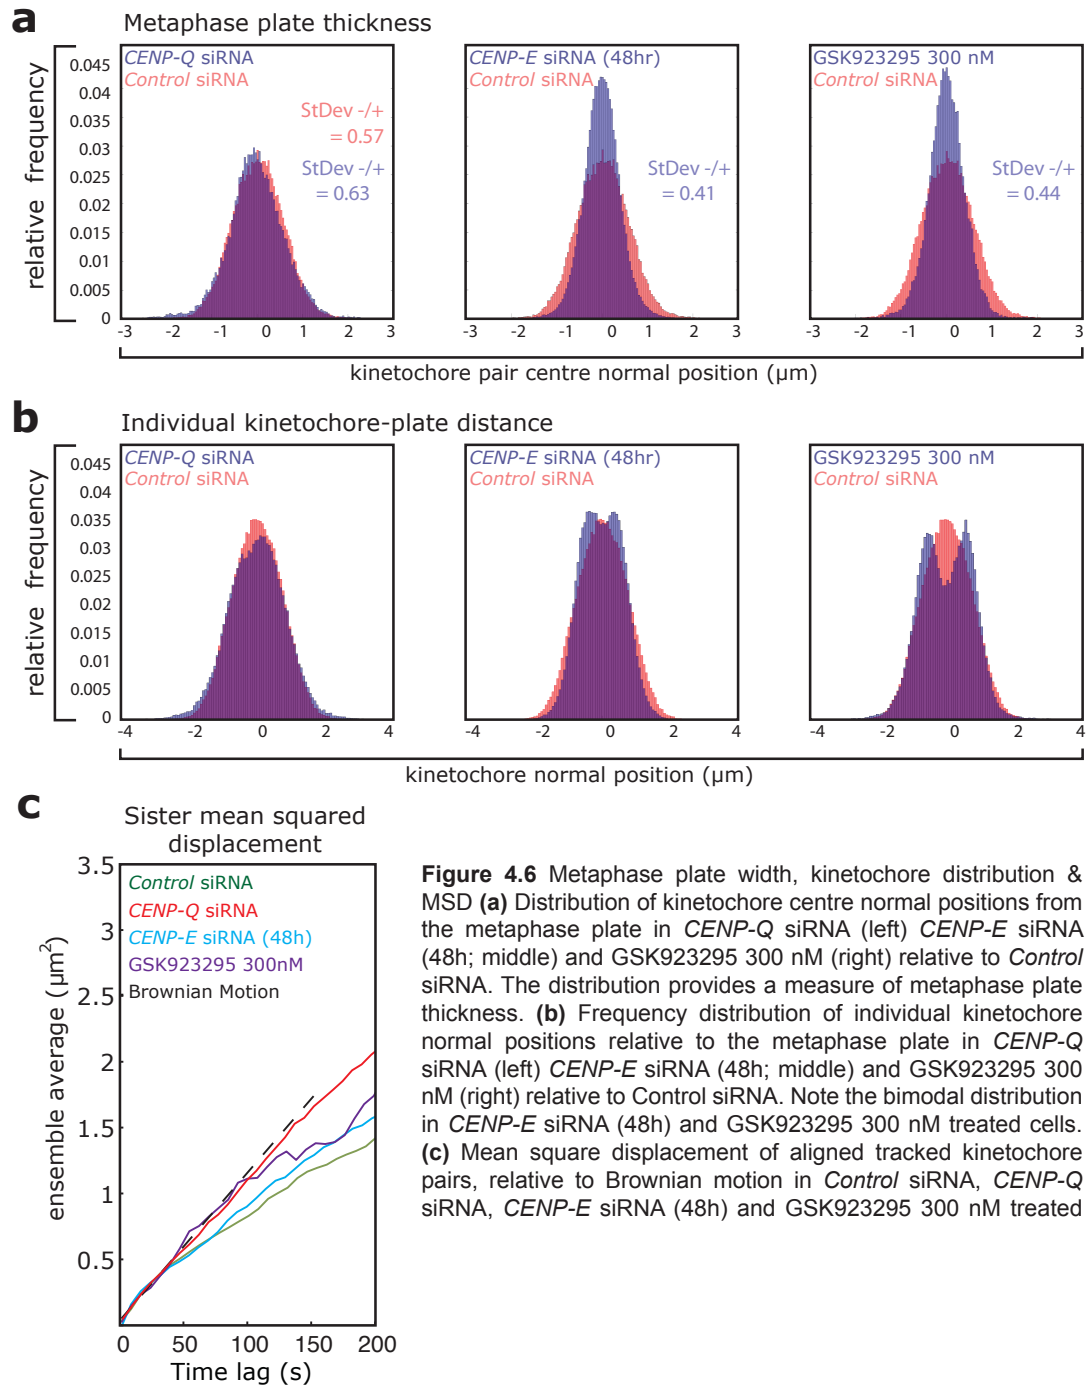 a Metaphase plate thickness
relative frequency
0.045
0.04
0.035
0.03
0.025
0.02
0.015
0.01
0.005
0
CENP-Q siRNA
Control siRNA
StDev -/+
= 0.57
StDev -/+
= 0.63
-3 -2 -1 0 1 2 3
CENP-E siRNA (48hr)
Control siRNA
StDev -/+
= 0.41
-3 -2 -1 0 1 2 3
GSK923295 300 nM
Control siRNA
StDev -/+
= 0.44
-3 -2 -1 0 1 2 3
kinetochore pair centre normal position (µm)
b Individual kinetochore-plate distance
relative frequency
0.045
0.04
0.035
0.03
0.025
0.02
0.015
0.01
0.005
0
CENP-Q siRNA
Control siRNA
-4 -2 0 2 4
CENP-E siRNA (48hr)
Control siRNA
-2 0 2 4
GSK923295 300 nM
Control siRNA
-2 0 2 4
kinetochore normal position (µm)
c Sister mean squared
displacement
ensemble average (µm²)
3.5
3
2.5
2
1.5
1
0.5
Control siRNA
CENP-Q siRNA
CENP-E siRNA (48h)
GSK923295 300nM
Brownian Motion
0 50 100 150 200
Time lag (s)
Figure 4.6 Metaphase plate width, kinetochore distribution &
MSD (a) Distribution of kinetochore centre normal positions from
the metaphase plate in CENP-Q siRNA (left) CENP-E siRNA
(48h; middle) and GSK923295 300 nM (right) relative to Control
siRNA. The distribution provides a measure of metaphase plate
thickness. (b) Frequency distribution of individual kinetochore
normal positions relative to the metaphase plate in CENP-Q
siRNA (left) CENP-E siRNA (48h; middle) and GSK923295 300
nM (right) relative to Control siRNA. Note the bimodal distribution
in CENP-E siRNA (48h) and GSK923295 300 nM treated cells.
(c) Mean square displacement of aligned tracked kinetochore
pairs, relative to Brownian motion in Control siRNA, CENP-Q
siRNA, CENP-E siRNA (48h) and GSK923295 300 nM treated